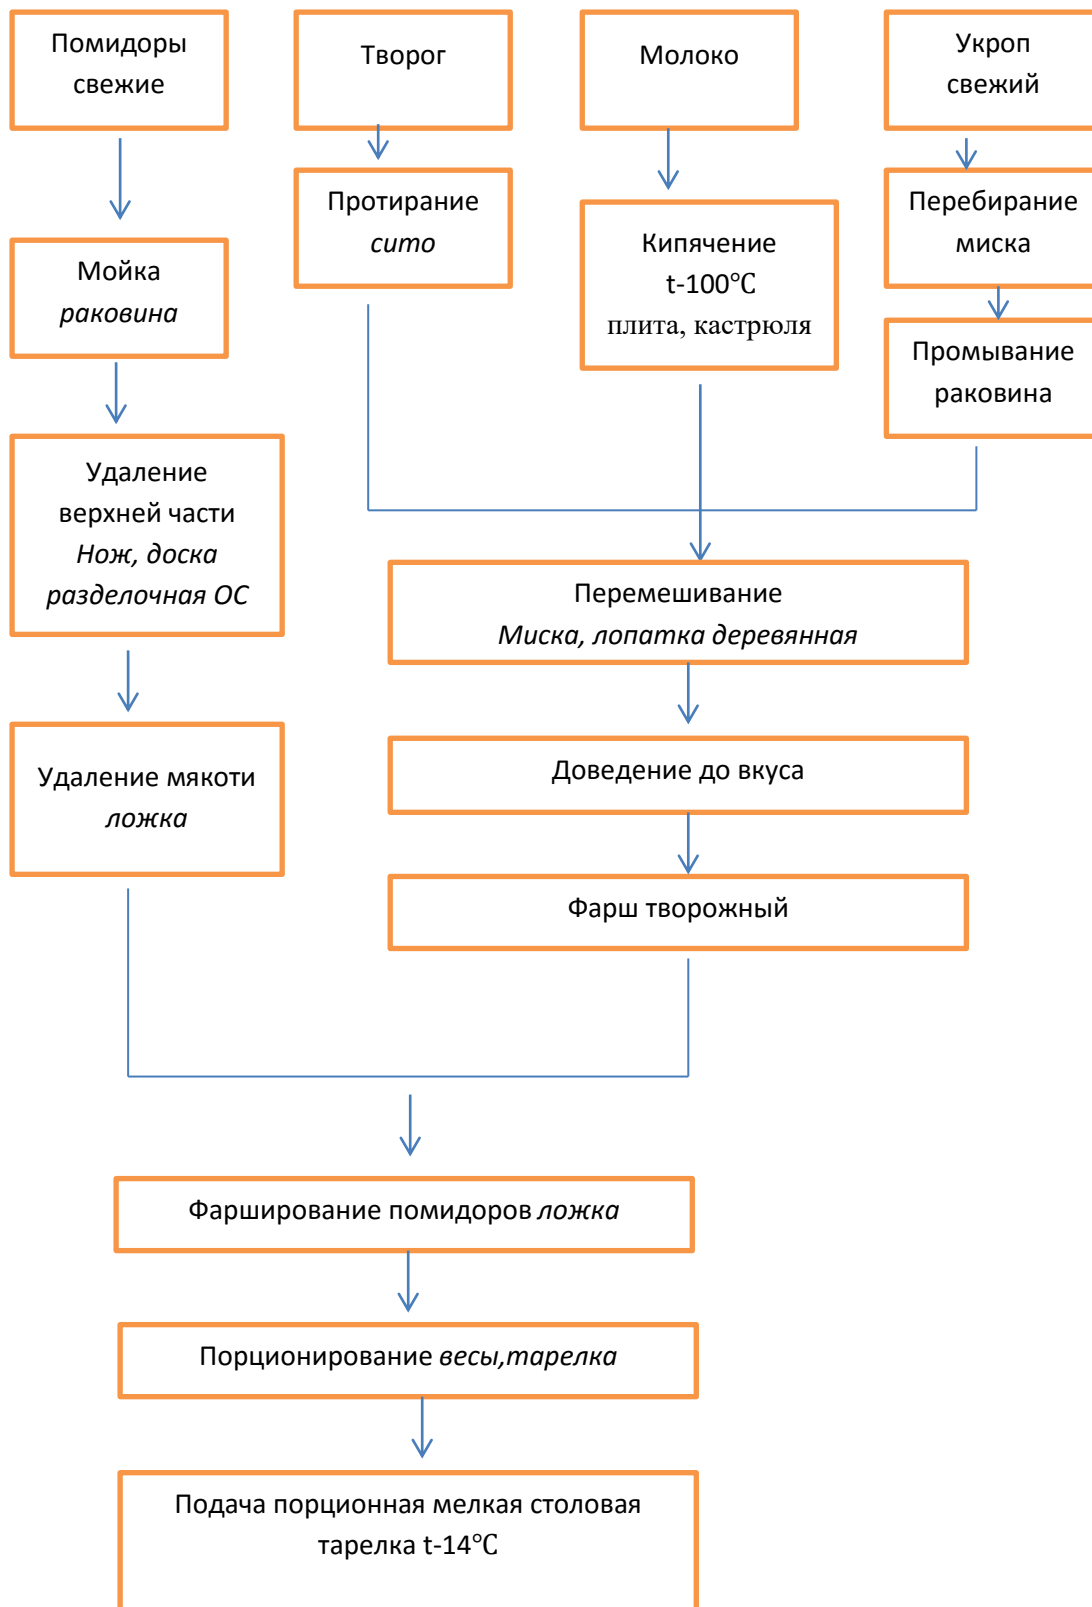 Помидоры
свежие
Творог
Молоко
Укроп
свежий
Протирание
сито
Кипячение
t-100℃
плита, кастрюля
Перебирание
миска
Мойка
раковина
Промывание
раковина
Удаление
верхней части
Нож, доска
разделочная ОС
Перемешивание
Миска, лопатка деревянная
Удаление мякоти
ложка
Доведение до вкуса
Фарш творожный
Фарширование помидоров ложка
Порционирование весы,тарелка
Подача порционная мелкая столовая
тарелка t-14℃